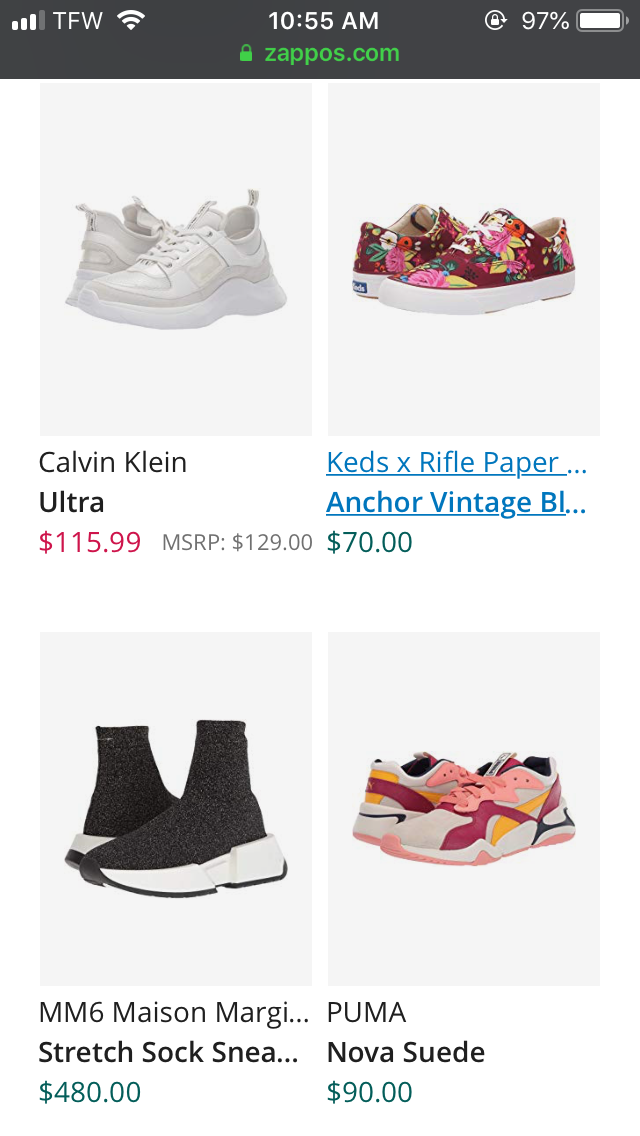 TFW 10:55 AM 97%
zappos.com
Keds
Calvin Klein
Ultra
$115.99 MSRP: $129.00
Keds x Rifle Paper ...
Anchor Vintage Bl...
$70.00
MM6 Maison Margi...
Stretch Sock Snea...
$480.00
PUMA
Nova Suede
$90.00